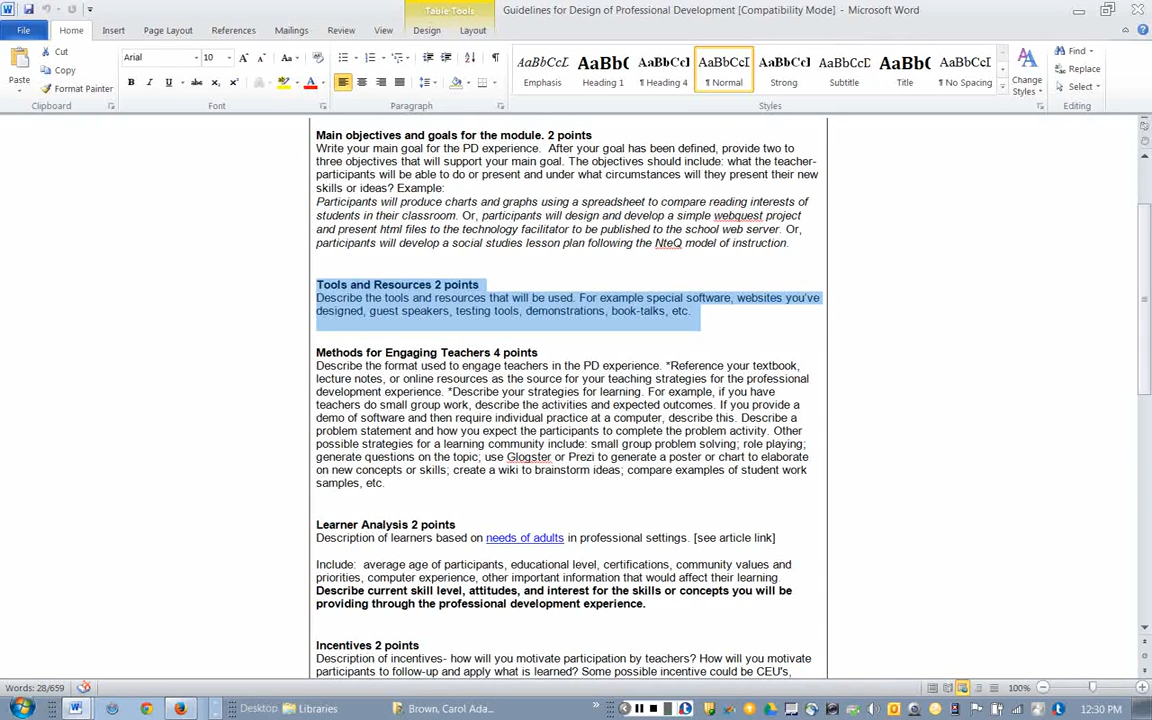 Table Tools
Guidelines for Design of Professional Development [Compatibility Mode] - Microsoft Word
File Home Insert Page Layout References Mailings Review View Design Layout
Paste
Cut
Copy
Format Painter
Clipboard
Arial 10
Font
Paragraph
AaBbCcL AaBbC AaBbCcI AaBbCcI AaBbCcI AaBbCcL AaBbC AaBbCcI
Emphasis Heading 1 ¶ Heading 4 ¶ Normal Strong Subtitle Title ¶ No Spacing
Change Styles
Styles
Find
Replace
Select
Editing
Main objectives and goals for the module. 2 points
Write your main goal for the PD experience. After your goal has been defined, provide two to
three objectives that will support your main goal. The objectives should include: what the teacher-
participants will be able to do or present and under what circumstances will they present their new
skills or ideas? Example:
Participants will produce charts and graphs using a spreadsheet to compare reading interests of
students in their classroom. Or, participants will design and develop a simple webquest project
and present html files to the technology facilitator to be published to the school web server. Or,
participants will develop a social studies lesson plan following the NteQ model of instruction.
Tools and Resources 2 points
Describe the tools and resources that will be used. For example special software, websites you've
designed, guest speakers, testing tools, demonstrations, book-talks, etc.
Methods for Engaging Teachers 4 points
Describe the format used to engage teachers in the PD experience. *Reference your textbook,
lecture notes, or online resources as the source for your teaching strategies for the professional
development experience. *Describe your strategies for learning. For example, if you have
teachers do small group work, describe the activities and expected outcomes. If you provide a
demo of software and then require individual practice at a computer, describe this. Describe a
problem statement and how you expect the participants to complete the problem activity. Other
possible strategies for a learning community include: small group problem solving; role playing;
generate questions on the topic; use Glogster or Prezi to generate a poster or chart to elaborate
on new concepts or skills; create a wiki to brainstorm ideas; compare examples of student work
samples, etc.
Learner Analysis 2 points
Description of learners based on needs of adults in professional settings. [see article link]
Include: average age of participants, educational level, certifications, community values and
priorities, computer experience, other important information that would affect their learning.
Describe current skill level, attitudes, and interest for the skills or concepts you will be
providing through the professional development experience.
Incentives 2 points
Description of incentives- how will you motivate participation by teachers? How will you motivate
participants to follow-up and apply what is learned? Some possible incentive could be CEU's,
Words: 28/659
100%
Desktop Libraries Brown, Carol Ada... 12:30 PM